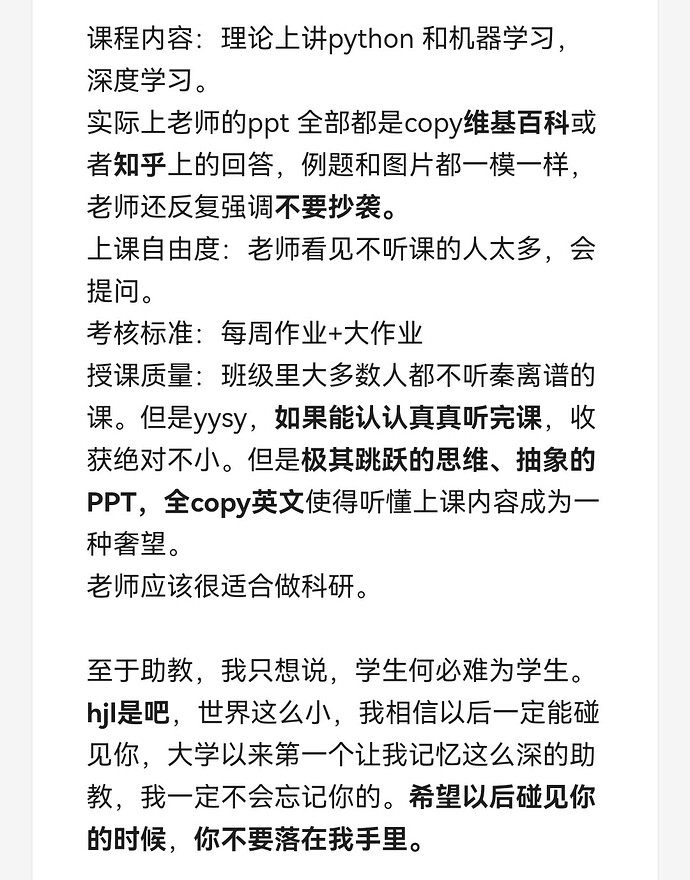 课程内容：理论上讲python 和机器学习，
深度学习。
实际上老师的ppt 全部都是copy维基百科或
者知乎上的回答，例题和图片都一模一样，
老师还反复强调不要抄袭。
上课自由度：老师看见不听课的人太多，会
提问。
考核标准：每周作业+大作业
授课质量：班级里大多数人都不听秦离谱的
课。但是yysy，如果能认认真真听完课，收
获绝对不小。但是极其跳跃的思维、抽象的
PPT，全copy英文使得听懂上课内容成为一
种奢望。
老师应该很适合做科研。
至于助教，我只想说，学生何必难为学生。
hjl是吧，世界这么小，我相信以后一定能碰
见你，大学以来第一个让我记忆这么深的助
教，我一定不会忘记你的。希望以后碰见你
的时候，你不要落在我手里。